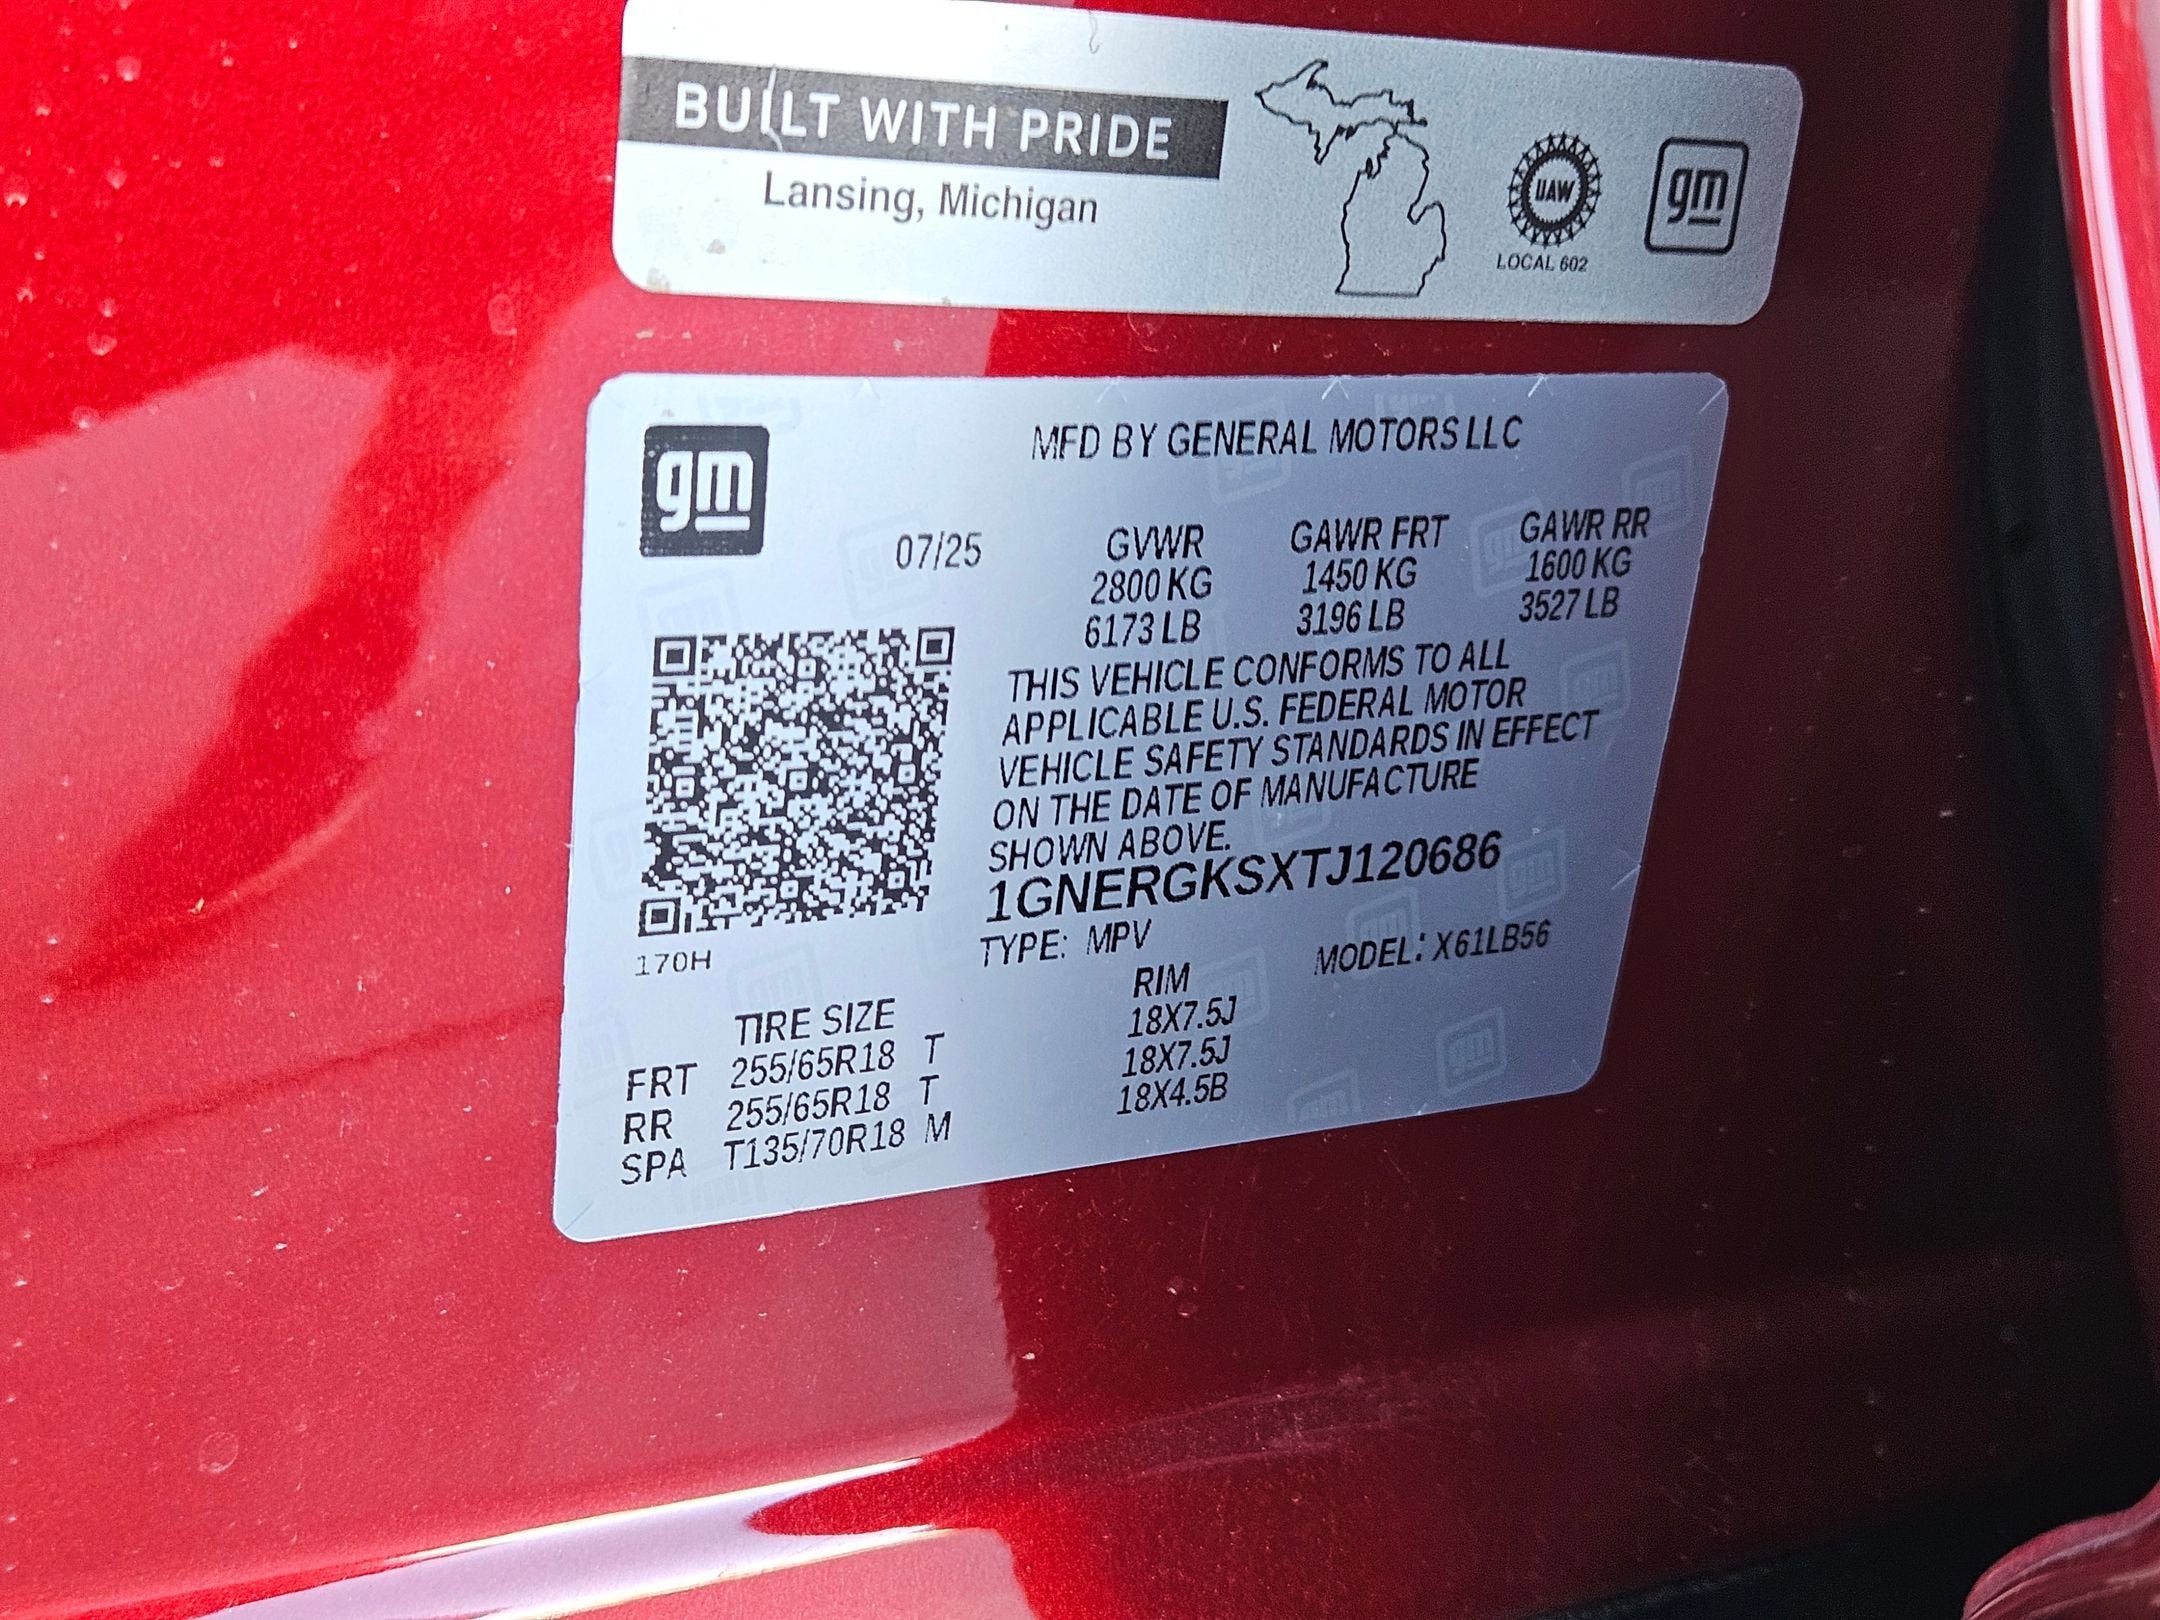 BUILT WITH PRIDE
Lansing, Michigan
UAW
LOCAL 602
gm
gm
MFD BY GENERAL MOTORS LLC
07/25 GVWR GAWR FRT GAWR RR
2800 KG 1450 KG 1600 KG
6173 LB 3196 LB 3527 LB
THIS VEHICLE CONFORMS TO ALL
APPLICABLE U.S. FEDERAL MOTOR
VEHICLE SAFETY STANDARDS IN EFFECT
ON THE DATE OF MANUFACTURE
SHOWN ABOVE.
1GNERGKSXTJ120686
TYPE: MPV MODEL: X61LB56
170H
TIRE SIZE RIM
FRT 255/65R18 T 18X7.5J
RR 255/65R18 T 18X7.5J
SPA T135/70R18 M 18X4.5B